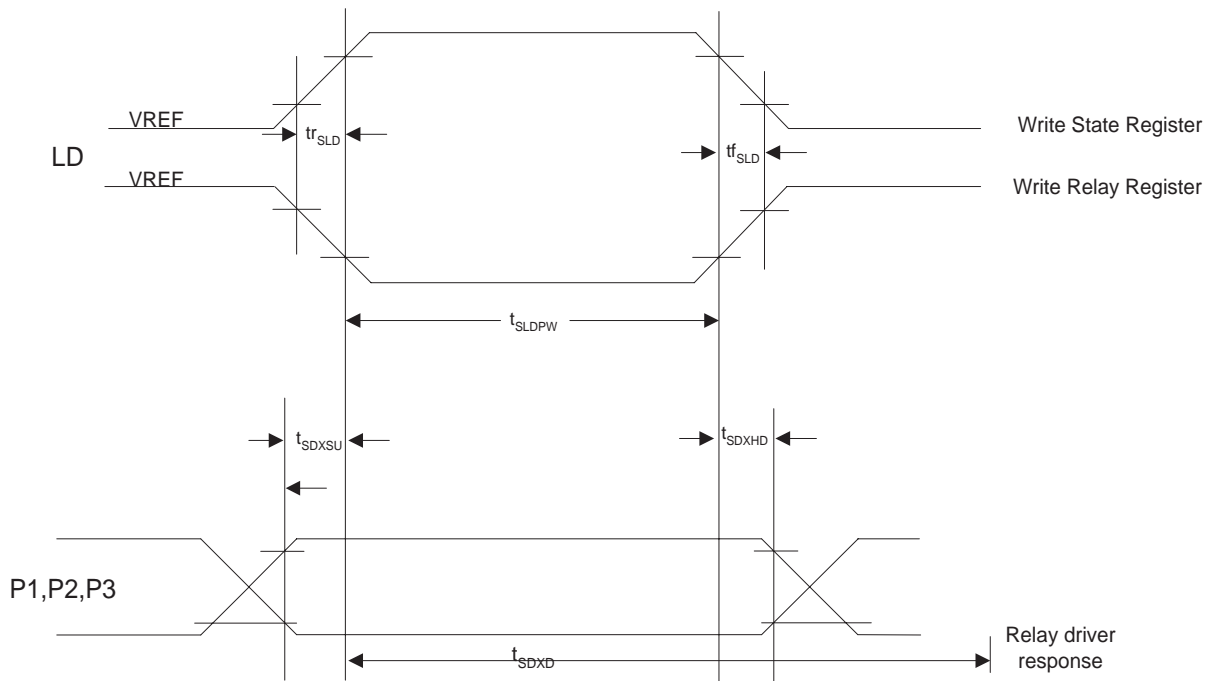 VREF
trSLD
tfSLD
Write State Register
LD
VREF
Write Relay Register
tSLDPW
tSDXSU
tSDXHD
P1,P2,P3
tSDXD
Relay driver
response